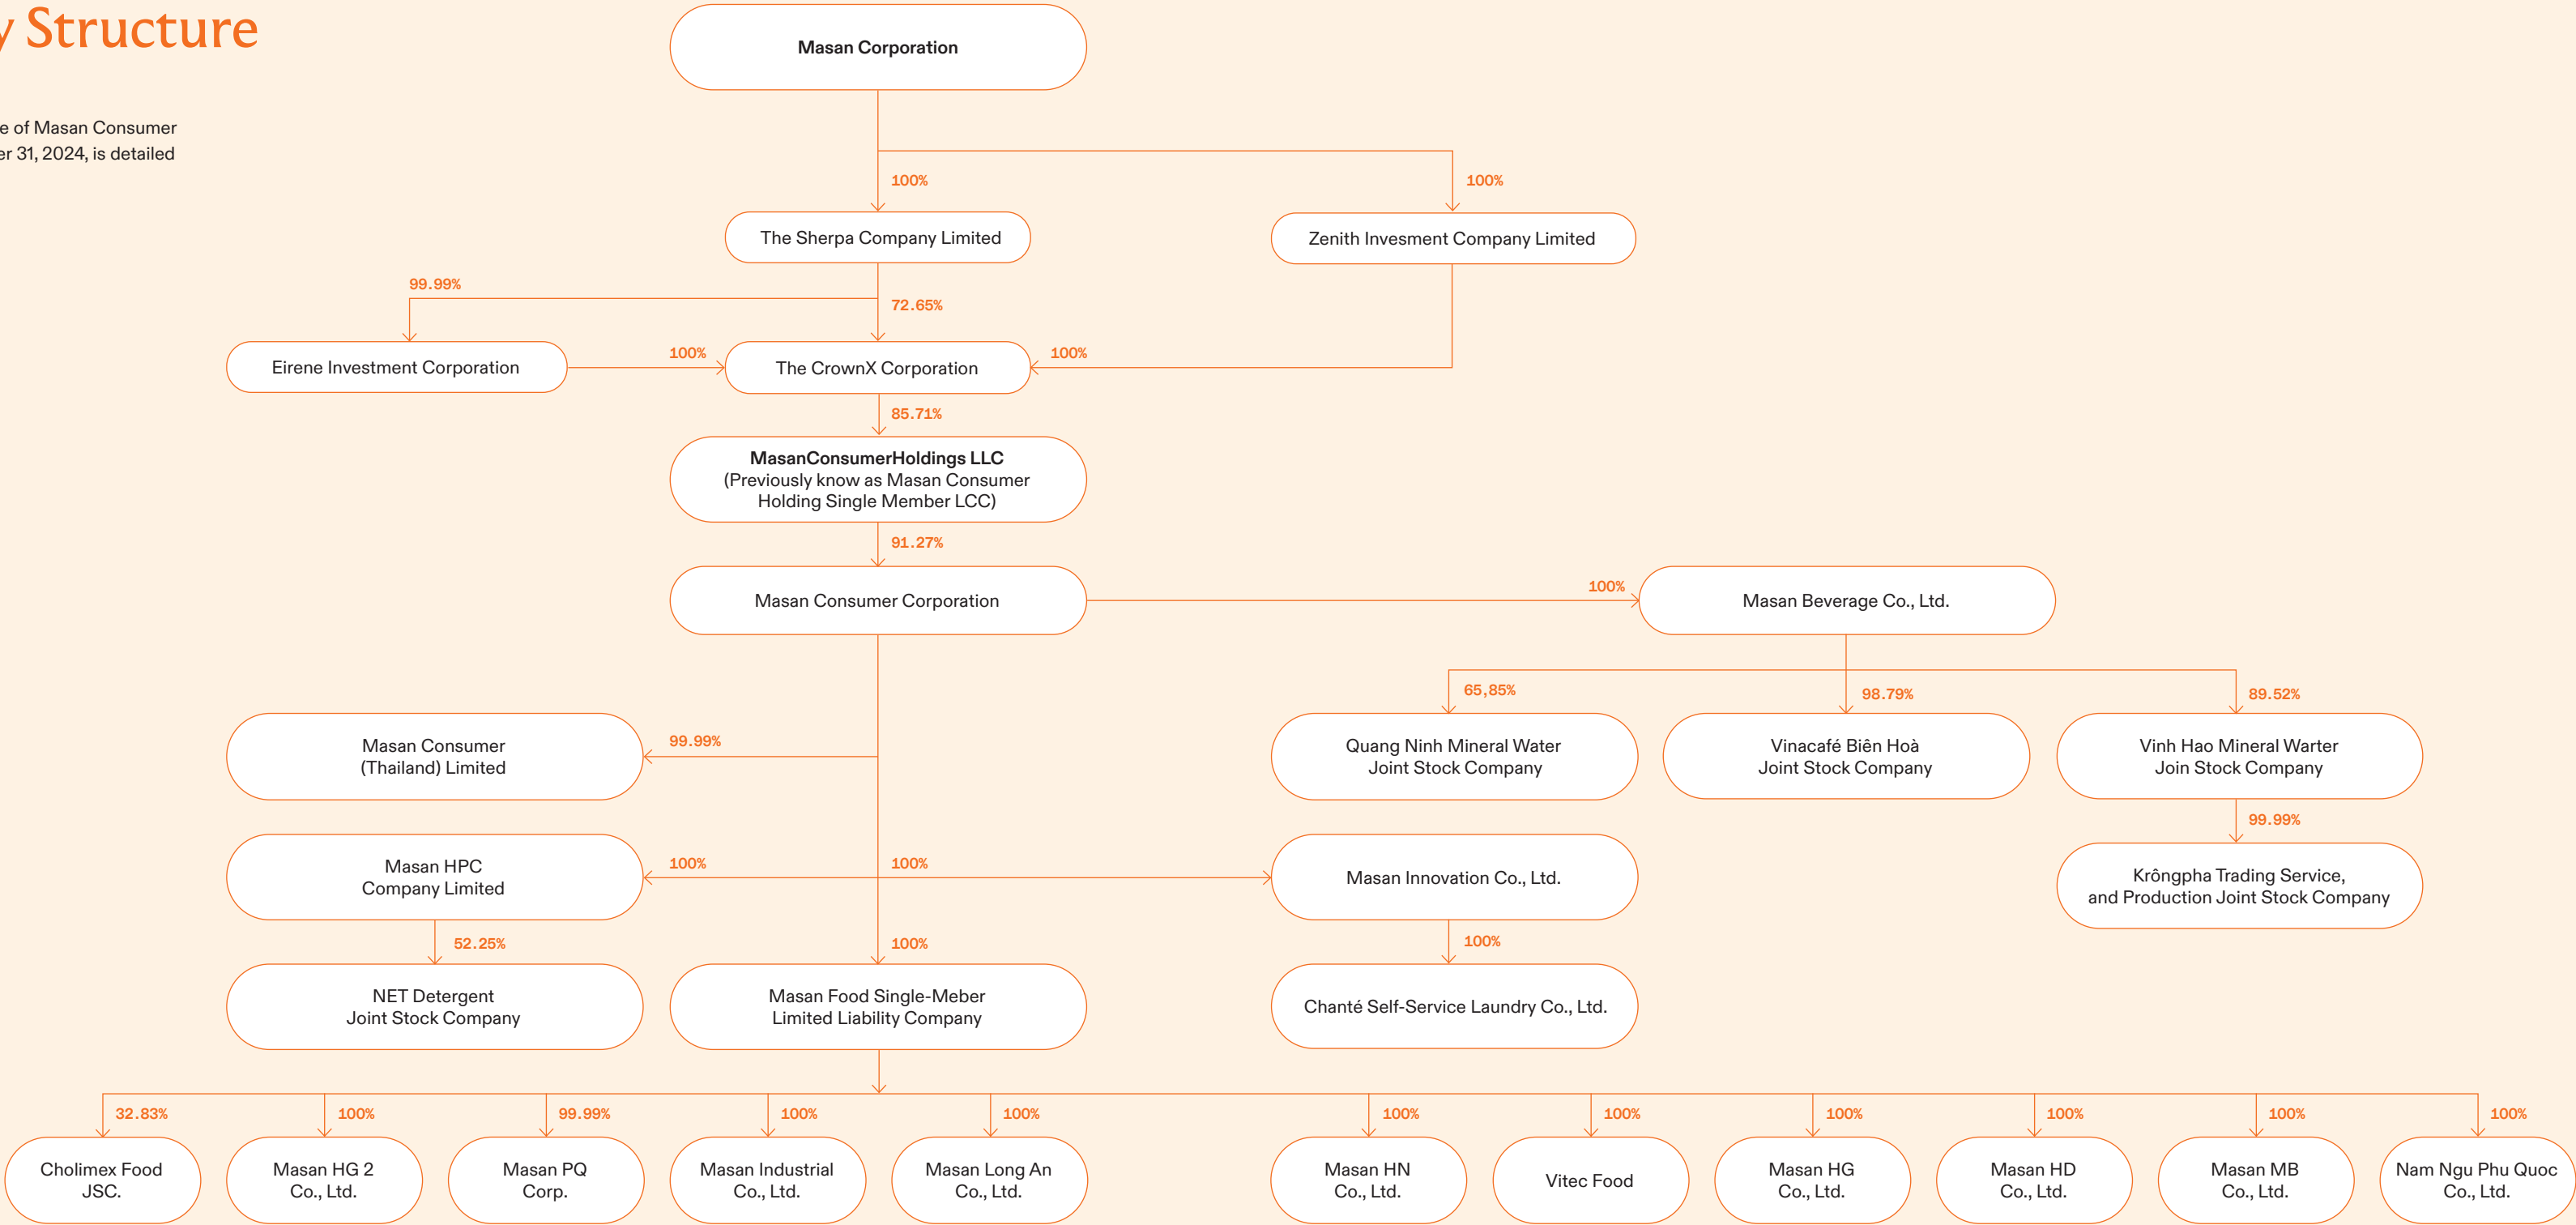 y Structure
e of Masan Consumer
er 31, 2024, is detailed
Masan Corporation
100%
100%
The Sherpa Company Limited
Zenith Invesment Company Limited
99.99%
72.65%
Eirene Investment Corporation
100%
The CrownX Corporation
100%
85.71%
MasanConsumerHoldings LLC
(Previously know as Masan Consumer
Holding Single Member LCC)
91.27%
Masan Consumer Corporation
100%
Masan Beverage Co., Ltd.
65,85%
98.79%
89.52%
Masan Consumer
(Thailand) Limited
99.99%
Quang Ninh Mineral Water
Joint Stock Company
Vinacafé Biên Hoà
Joint Stock Company
Vinh Hao Mineral Warter
Join Stock Company
99.99%
Masan HPC
Company Limited
100%
100%
Masan Innovation Co., Ltd.
Krôngpha Trading Service,
and Production Joint Stock Company
52.25%
100%
100%
NET Detergent
Joint Stock Company
Masan Food Single-Meber
Limited Liability Company
Chanté Self-Service Laundry Co., Ltd.
32.83%
100%
99.99%
100%
100%
100%
100%
100%
100%
100%
100%
Cholimex Food
JSC.
Masan HG 2
Co., Ltd.
Masan PQ
Corp.
Masan Industrial
Co., Ltd.
Masan Long An
Co., Ltd.
Masan HN
Co., Ltd.
Vitec Food
Masan HG
Co., Ltd.
Masan HD
Co., Ltd.
Masan MB
Co., Ltd.
Nam Ngu Phu Quoc
Co., Ltd.